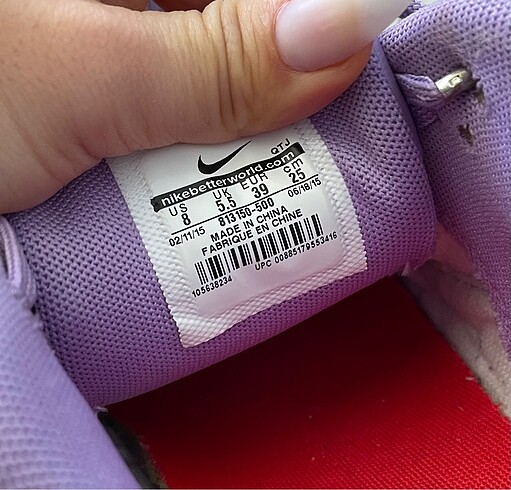 QTJ
nikebetterworld.com
US UK EUR cm
8 5.5 39 25
813150-500
02/11/15 06/18/15
MADE IN CHINA
FABRIQUE EN CHINE
105638234 UPC 00885179553416